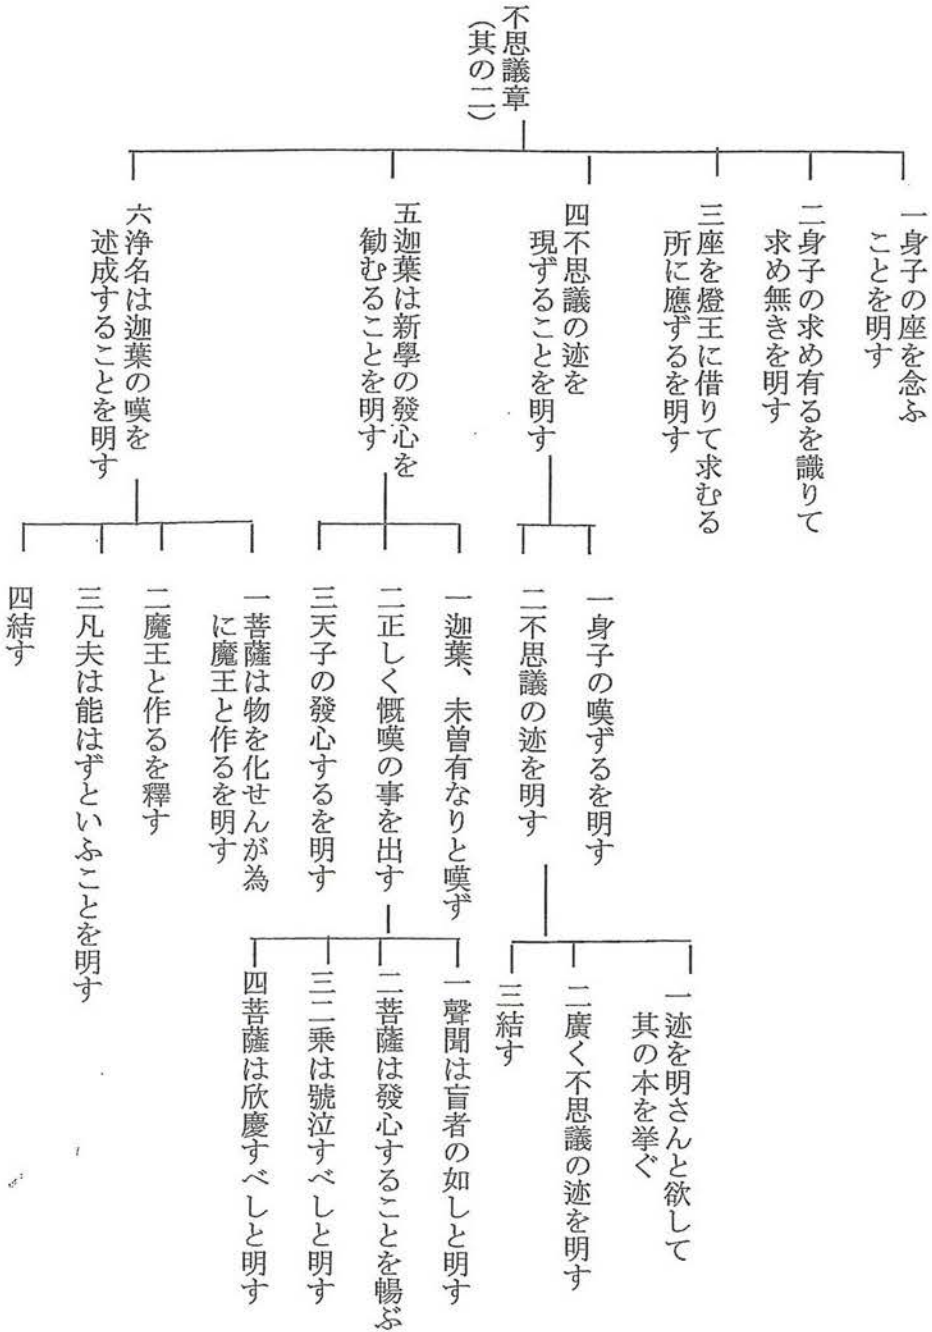 不思議章
（其の二）
一身子の座を念ふ
ことを明す
二身子の求め有るを識りて
求め無きを明す
三座を燈王に借りて求むる
所に應ずるを明す
四不思議の迹を
現ずることを明す
一身子の嘆ずるを明す
二不思議の迹を明す
一迹を明さんと欲して
其の本を挙ぐ
二廣く不思議の迹を明す
三結す
五迦葉は新學の發心を
勧むることを明す
一迦葉、未曽有なりと嘆ず
二正しく慨嘆の事を出す
一聲聞は盲者の如しと明す
二菩薩は發心することを暢ぶ
三二乗は號泣すべしと明す
四菩薩は欣慶すべしと明す
三天子の發心するを明す
六浄名は迦葉の嘆を
述成することを明す
一菩薩は物を化せんが為
に魔王と作るを明す
二魔王と作るを釋す
三凡夫は能はずといふことを明す
四結す